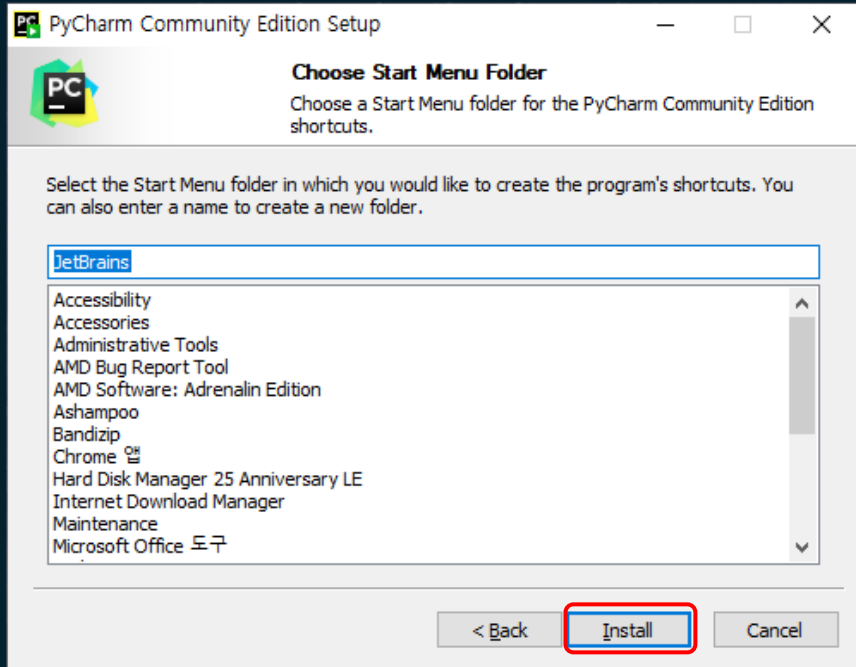 PyCharm Community Edition Setup
PC
Choose Start Menu Folder
Choose a Start Menu folder for the PyCharm Community Edition
shortcuts.
Select the Start Menu folder in which you would like to create the program's shortcuts. You
can also enter a name to create a new folder.
JetBrains
Accessibility
Accessories
Administrative Tools
AMD Bug Report Tool
AMD Software: Adrenalin Edition
Ashampoo
Bandizip
Chrome 앱
Hard Disk Manager 25 Anniversary LE
Internet Download Manager
Maintenance
Microsoft Office 도구
< Back
Install
Cancel